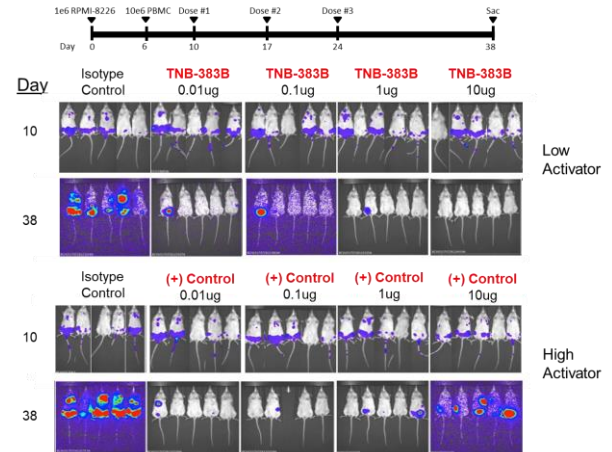 1e6 RPMI-8226 10e6 PBMC Dose #1 Dose #2 Dose #3 Sac
Day 0 6 10 17 24 38
Day Isotype Control TNB-383B 0.01ug TNB-383B 0.1ug TNB-383B 1ug TNB-383B 10ug
10
Low Activator
38
Isotype Control (+) Control 0.01ug (+) Control 0.1ug (+) Control 1ug (+) Control 10ug
10
High Activator
38